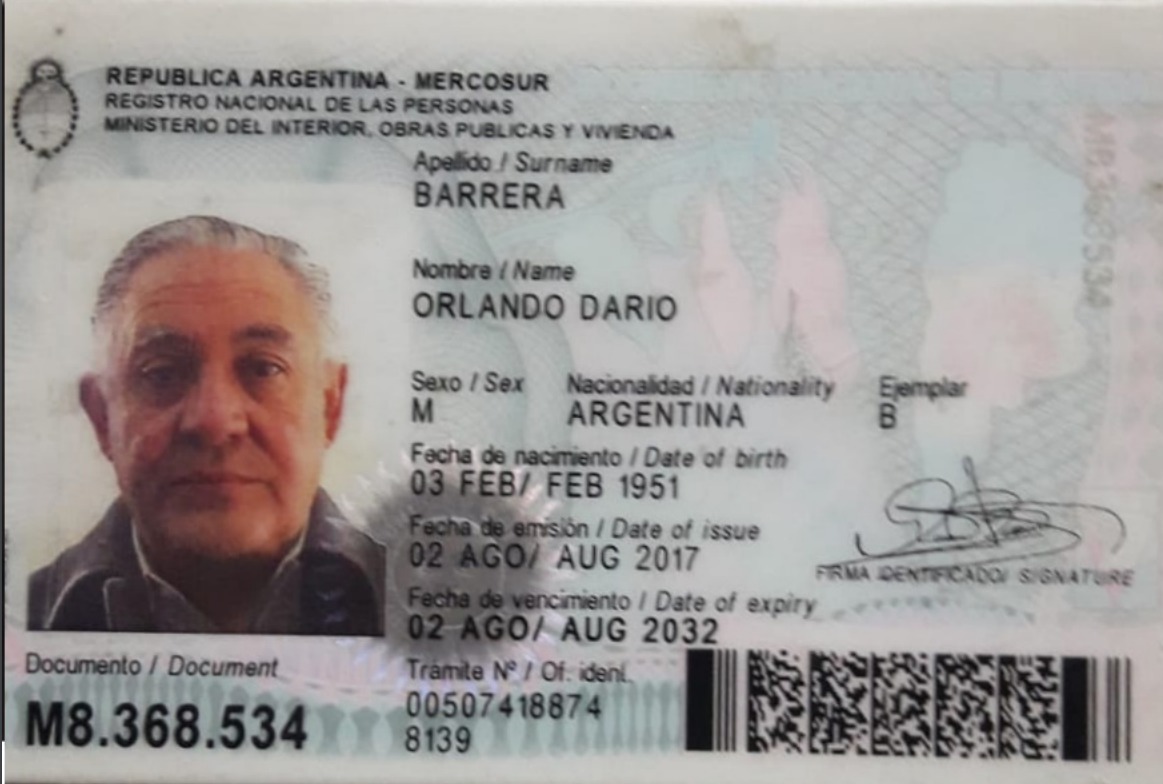 REPUBLICA ARGENTINA - MERCOSUR
REGISTRO NACIONAL DE LAS PERSONAS
MINISTERIO DEL INTERIOR, OBRAS PUBLICAS Y VIVIENDA
Apellido / Surname
BARRERA
Nombre / Name
ORLANDO DARIO
Sexo / Sex Nacionalidad / Nationality Ejemplar
M ARGENTINA B
Fecha de nacimiento / Date of birth
03 FEB/ FEB 1951
Fecha de emisión / Date of issue
02 AGO/ AUG 2017
FIRMA IDENTIFICADO/ SIGNATURE
Fecha de vencimiento / Date of expiry
02 AGO/ AUG 2032
Documento / Document
M8.368.534
Tramite Nº / Of. ident.
00507418874
8139